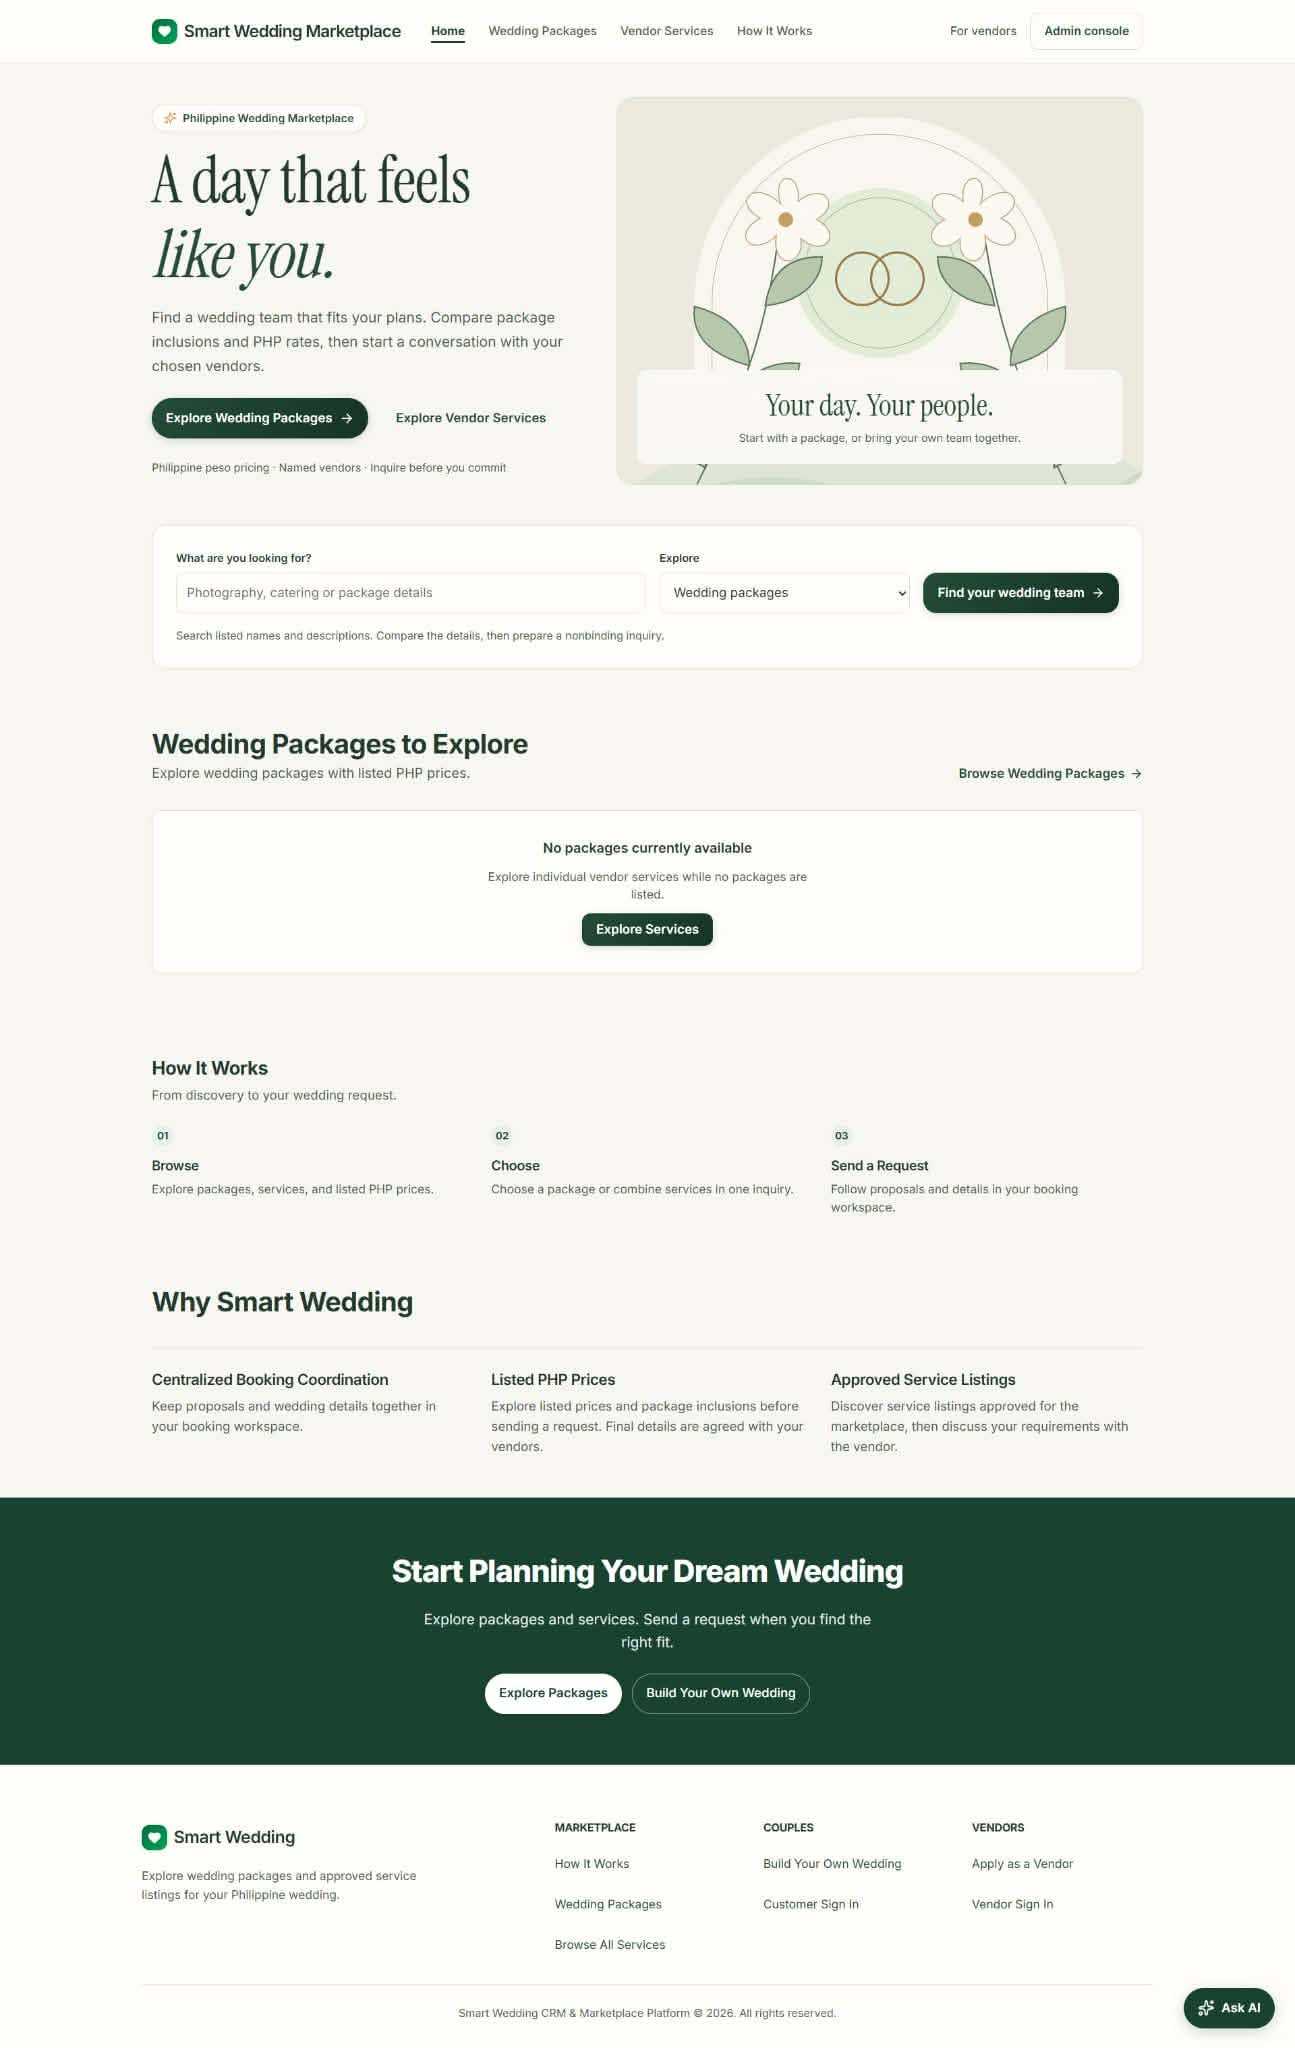 Smart Wedding Marketplace
Home
Wedding Packages
Vendor Services
How It Works
For vendors
Admin console
Philippine Wedding Marketplace
A day that feels
like you.
Find a wedding team that fits your plans. Compare package
inclusions and PHP rates, then start a conversation with your
chosen vendors.
Explore Wedding Packages →
Explore Vendor Services
Philippine peso pricing · Named vendors · Inquire before you commit
Your day. Your people.
Start with a package, or bring your own team together.
What are you looking for?
Photography, catering or package details
Explore
Wedding packages
Find your wedding team →
Search listed names and descriptions. Compare the details, then prepare a nonbinding inquiry.
Wedding Packages to Explore
Explore wedding packages with listed PHP prices.
Browse Wedding Packages →
No packages currently available
Explore individual vendor services while no packages are
listed.
Explore Services
How It Works
From discovery to your wedding request.
01
Browse
Explore packages, services, and listed PHP prices.
02
Choose
Choose a package or combine services in one inquiry.
03
Send a Request
Follow proposals and details in your booking
workspace.
Why Smart Wedding
Centralized Booking Coordination
Keep proposals and wedding details together in
your booking workspace.
Listed PHP Prices
Explore listed prices and package inclusions before
sending a request. Final details are agreed with your
vendors.
Approved Service Listings
Discover service listings approved for the
marketplace, then discuss your requirements with
the vendor.
Start Planning Your Dream Wedding
Explore packages and services. Send a request when you find the
right fit.
Explore Packages
Build Your Own Wedding
Smart Wedding
Explore wedding packages and approved service
listings for your Philippine wedding.
MARKETPLACE
How It Works
Wedding Packages
Browse All Services
COUPLES
Build Your Own Wedding
Customer Sign In
VENDORS
Apply as a Vendor
Vendor Sign In
Smart Wedding CRM & Marketplace Platform © 2026. All rights reserved.
Ask AI